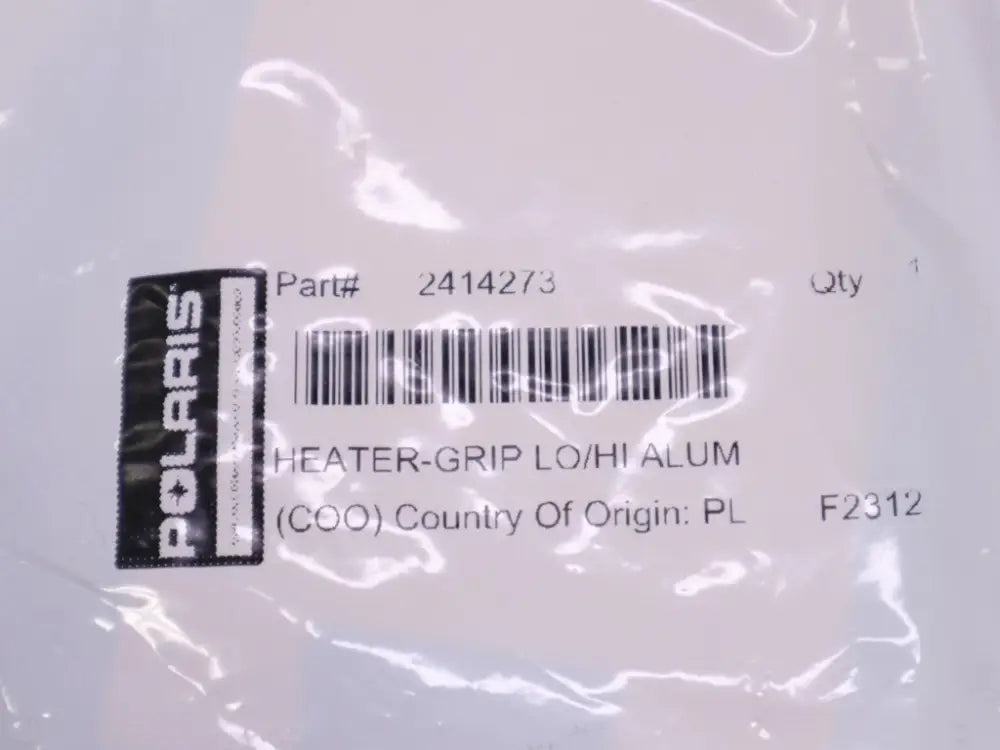 POLARIS
Part# 2414273 Qty 1
HEATER-GRIP LO/HI ALUM
(COO) Country Of Origin: PL F2312